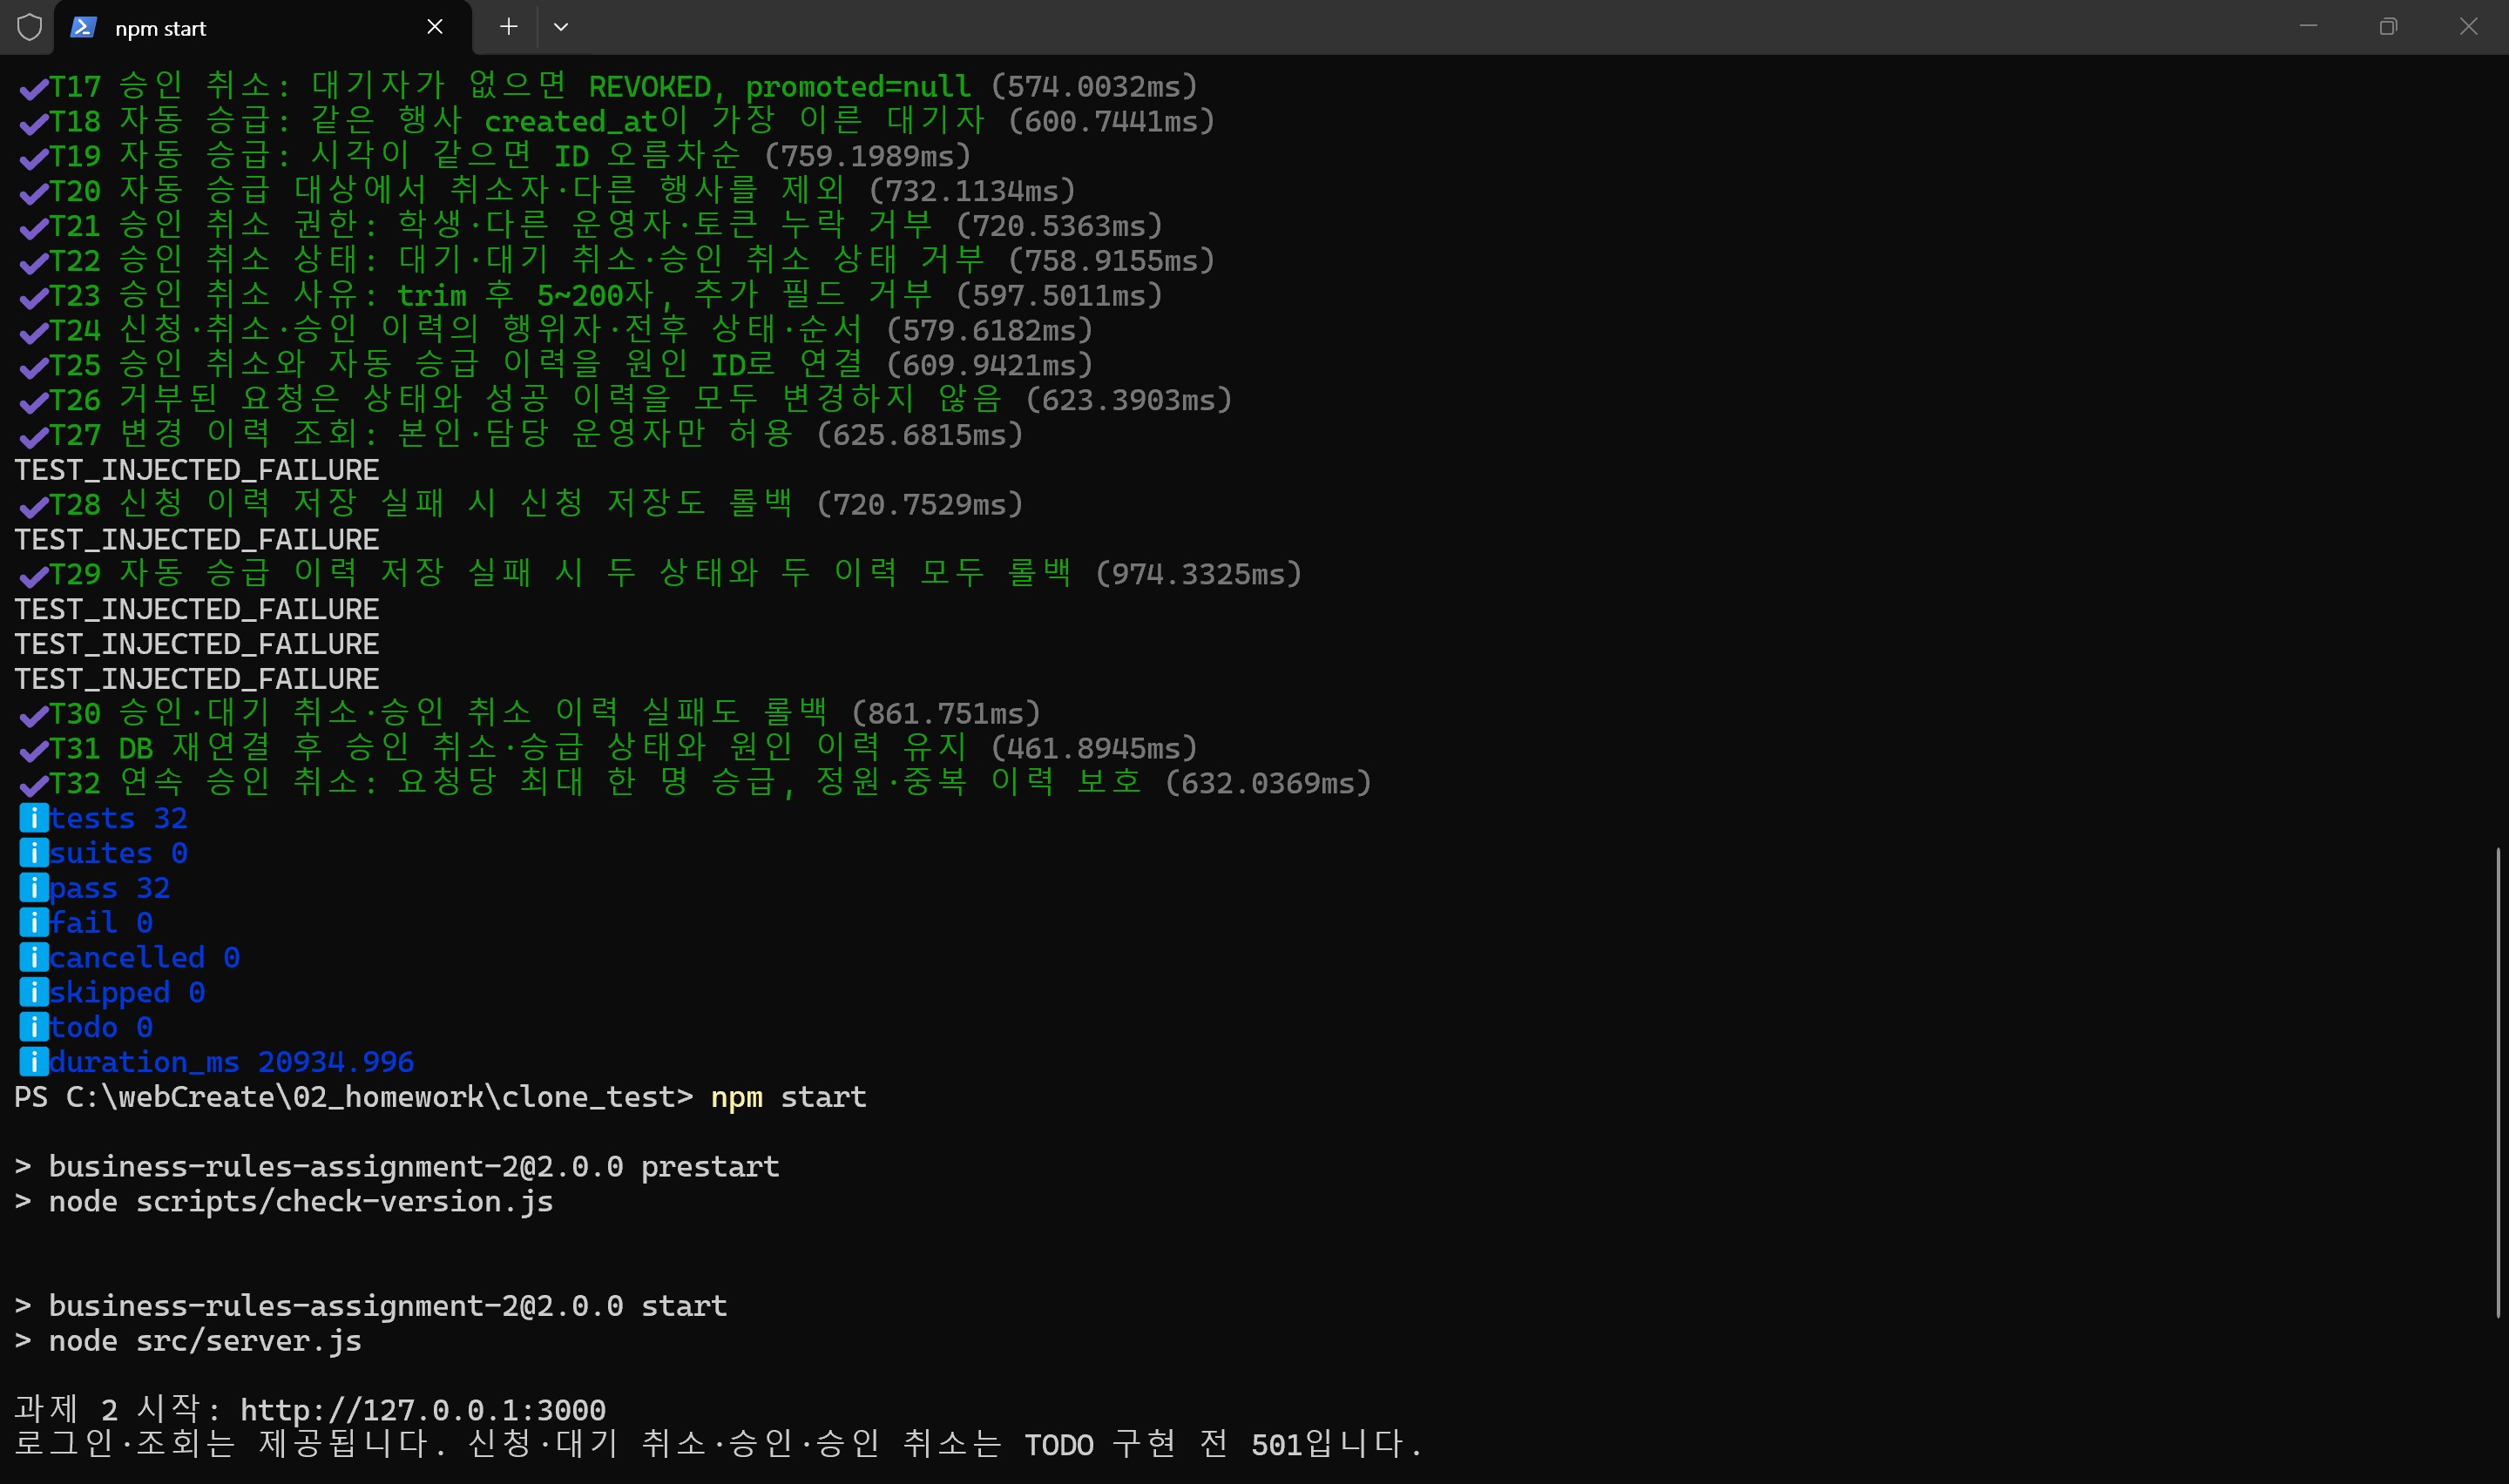 npm start
✔T17 승인 취소: 대기자가 없으면 REVOKED, promoted=null (574.0032ms)
✔T18 자동 승급: 같은 행사 created_at이 가장 이른 대기자 (600.7441ms)
✔T19 자동 승급: 시각이 같으면 ID 오름차순 (759.1989ms)
✔T20 자동 승급 대상에서 취소자·다른 행사를 제외 (732.1134ms)
✔T21 승인 취소 권한: 학생·다른 운영자·토큰 누락 거부 (720.5363ms)
✔T22 승인 취소 상태: 대기·대기 취소·승인 취소 상태 거부 (758.9155ms)
✔T23 승인 취소 사유: trim 후 5~200자, 추가 필드 거부 (597.5011ms)
✔T24 신청·취소·승인 이력의 행위자·전후 상태·순서 (579.6182ms)
✔T25 승인 취소와 자동 승급 이력을 원인 ID로 연결 (609.9421ms)
✔T26 거부된 요청은 상태와 성공 이력을 모두 변경하지 않음 (623.3903ms)
✔T27 변경 이력 조회: 본인·담당 운영자만 허용 (625.6815ms)
TEST_INJECTED_FAILURE
✔T28 신청 이력 저장 실패 시 신청 저장도 롤백 (720.7529ms)
TEST_INJECTED_FAILURE
✔T29 자동 승급 이력 저장 실패 시 두 상태와 두 이력 모두 롤백 (974.3325ms)
TEST_INJECTED_FAILURE
TEST_INJECTED_FAILURE
TEST_INJECTED_FAILURE
✔T30 승인·대기 취소·승인 취소 이력 실패도 롤백 (861.751ms)
✔T31 DB 재연결 후 승인 취소·승급 상태와 원인 이력 유지 (461.8945ms)
✔T32 연속 승인 취소: 요청당 최대 한 명 승급, 정원·중복 이력 보호 (632.0369ms)
ℹtests 32
ℹsuites 0
ℹpass 32
ℹfail 0
ℹcancelled 0
ℹskipped 0
ℹtodo 0
ℹduration_ms 20934.996
PS C:\webCreate\02_homework\clone_test> npm start
> business-rules-assignment-2@2.0.0 prestart
> node scripts/check-version.js
> business-rules-assignment-2@2.0.0 start
> node src/server.js
과제 2 시작: http://127.0.0.1:3000
로그인·조회는 제공됩니다. 신청·대기 취소·승인·승인 취소는 TODO 구현 전 501입니다.